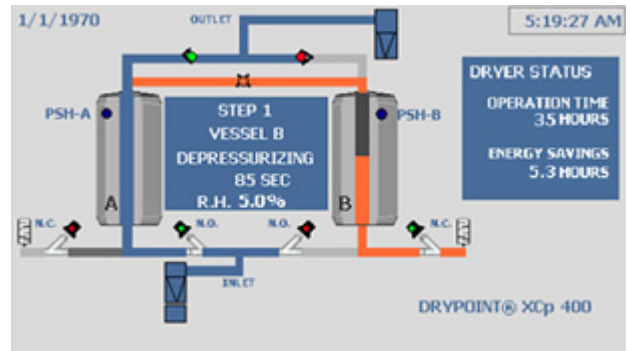 1/1/1970
OUTLET
5:19:27 AM
DRYER STATUS
OPERATION TIME
35 HOURS
ENERGY SAVINGS
5.3 HOURS
PSH-A
PSH-B
STEP 1
VESSEL B
DEPRESSURIZING
85 SEC
R.H. 5.0%
A
B
N.C.
N.O.
N.O.
N.C.
INLET
DRYPOINT® XCp 400